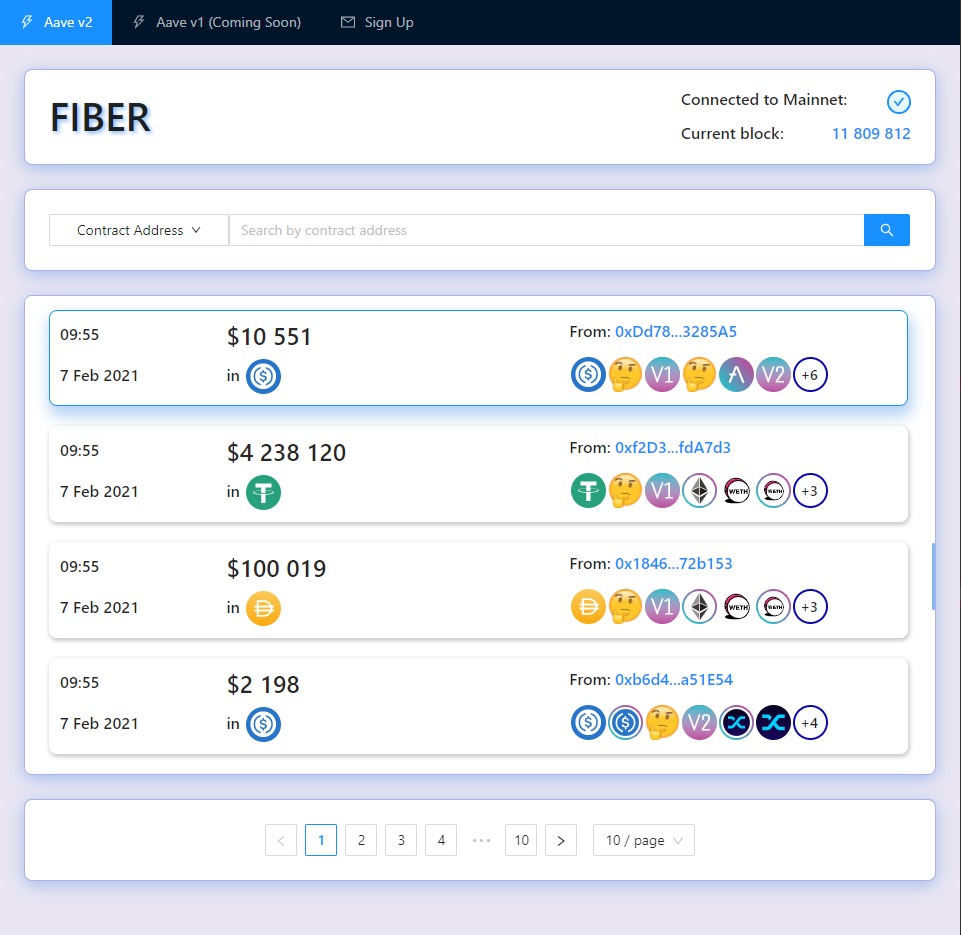 Aave v2 Aave v1 (Coming Soon) Sign Up
FIBER
Connected to Mainnet:
Current block: 11 809 812
Contract Address Search by contract address
09:55 $10 551 From: 0xDd78...3285A5
7 Feb 2021 in V1 V2 +6
09:55 $4 238 120 From: 0xf2D3...fdA7d3
7 Feb 2021 in V1 WETH WETH +3
09:55 $100 019 From: 0x1846...72b153
7 Feb 2021 in V1 WETH WETH +3
09:55 $2 198 From: 0xb6d4...a51E54
7 Feb 2021 in V2 +4
< 1 2 3 4 ••• 10 > 10 / page